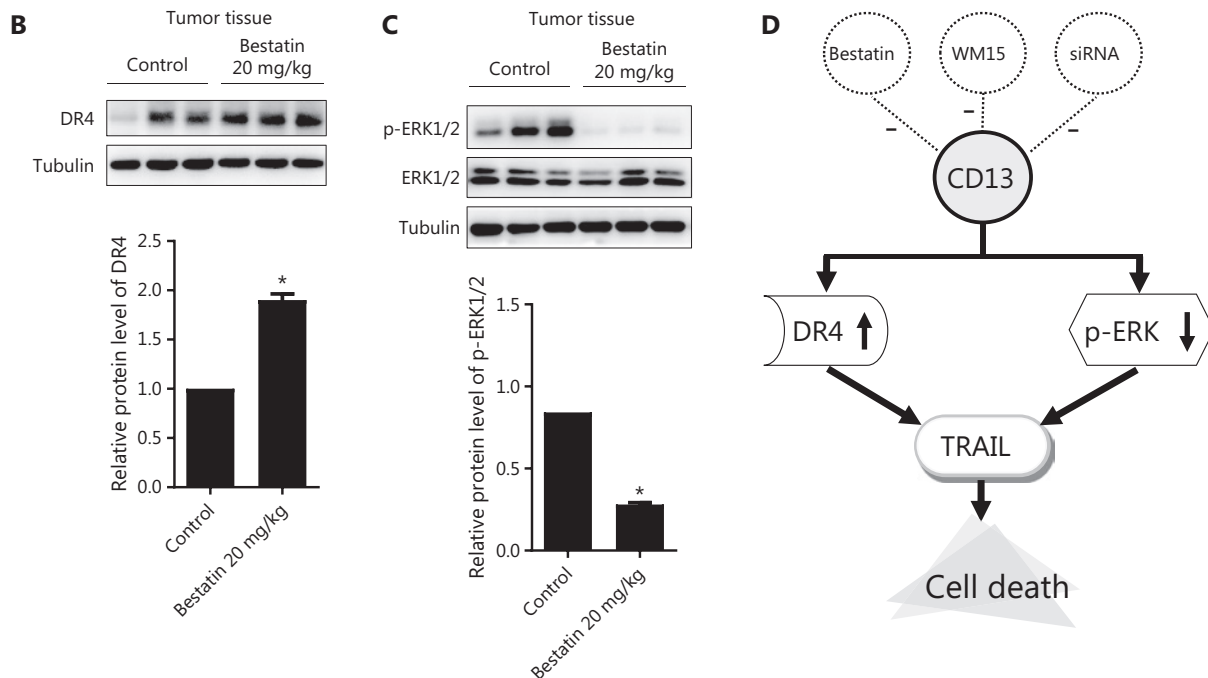 B
Tumor tissue
Control
Bestatin
20 mg/kg
DR4
Tubulin
Relative protein level of DR4
2.5
2.0
1.5
1.0
0.5
0.0
*
Control
Bestatin 20 mg/kg
C
Tumor tissue
Control
Bestatin
20 mg/kg
p-ERK1/2
ERK1/2
Tubulin
Relative protein level of p-ERK1/2
1.5
1.0
0.5
0.0
*
Control
Bestatin 20 mg/kg
D
Bestatin
WM15
siRNA
–
–
–
CD13
DR4
p-ERK
TRAIL
Cell death